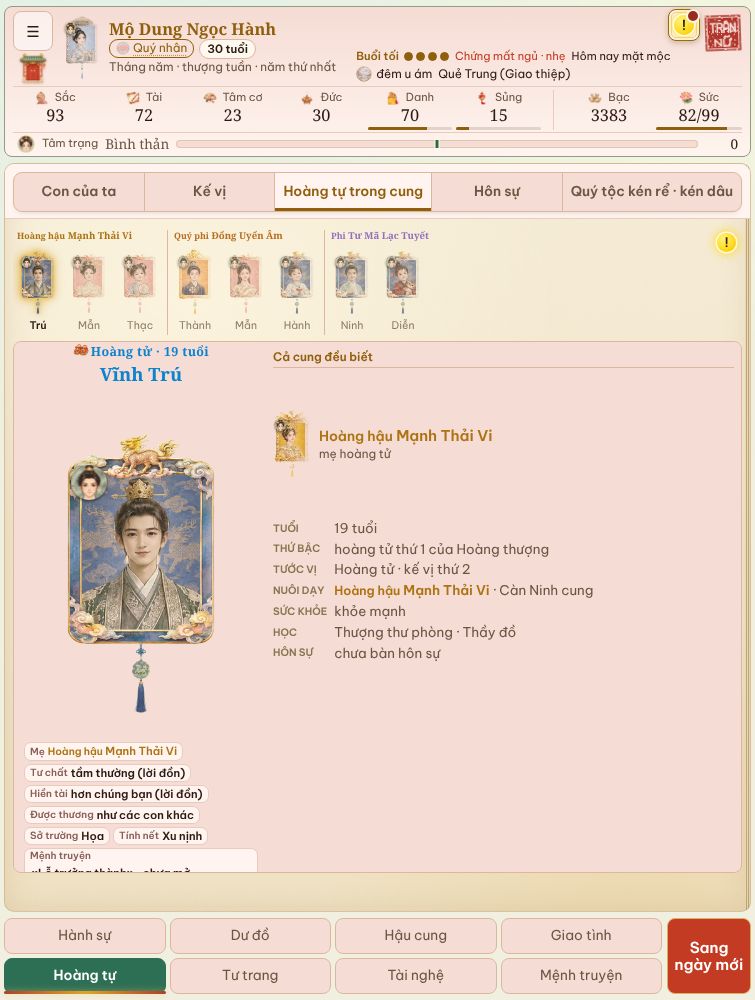 ☰
Mộ Dung Ngọc Hành
Quý nhân
30 tuổi
Tháng năm · thượng tuần · năm thứ nhất
Buổi tối
Chứng mất ngủ · nhẹ
Hôm nay mặt mộc
đêm u ám
Quẻ Trung (Giao thiệp)
!
TRÂN NỮ
Sắc
Tài
Tâm cơ
Đức
Danh
Sủng
Bạc
Sức
93
72
23
30
70
15
3383
82/99
Tâm trạng
Bình thản
0
Con của ta
Kế vị
Hoàng tự trong cung
Hôn sự
Quý tộc kén rể · kén dâu
Hoàng hậu Mạnh Thải Vi
Quý phi Đồng Uyển Âm
Phi Tư Mã Lạc Tuyết
!
Trú
Mẫn
Thạc
Thành
Mẫn
Hành
Ninh
Diễn
Hoàng tử · 19 tuổi
Vĩnh Trú
Mẹ Hoàng hậu Mạnh Thải Vi
Tư chất tầm thường (lời đồn)
Hiền tài hơn chúng bạn (lời đồn)
Được thương như các con khác
Sở trường Họa
Tính nết Xu nịnh
Mệnh truyện
Cả cung đều biết
Hoàng hậu Mạnh Thải Vi
mẹ hoàng tử
TUỔI
19 tuổi
THỨ BẬC
hoàng tử thứ 1 của Hoàng thượng
TƯỚC VỊ
Hoàng tử · kế vị thứ 2
NUÔI DẠY
Hoàng hậu Mạnh Thải Vi · Càn Ninh cung
SỨC KHỎE
khỏe mạnh
HỌC
Thượng thư phòng · Thầy đồ
HÔN SỰ
chưa bàn hôn sự
Hành sự
Dư đồ
Hậu cung
Giao tình
Hoàng tự
Tư trang
Tài nghệ
Mệnh truyện
Sang
ngày mới